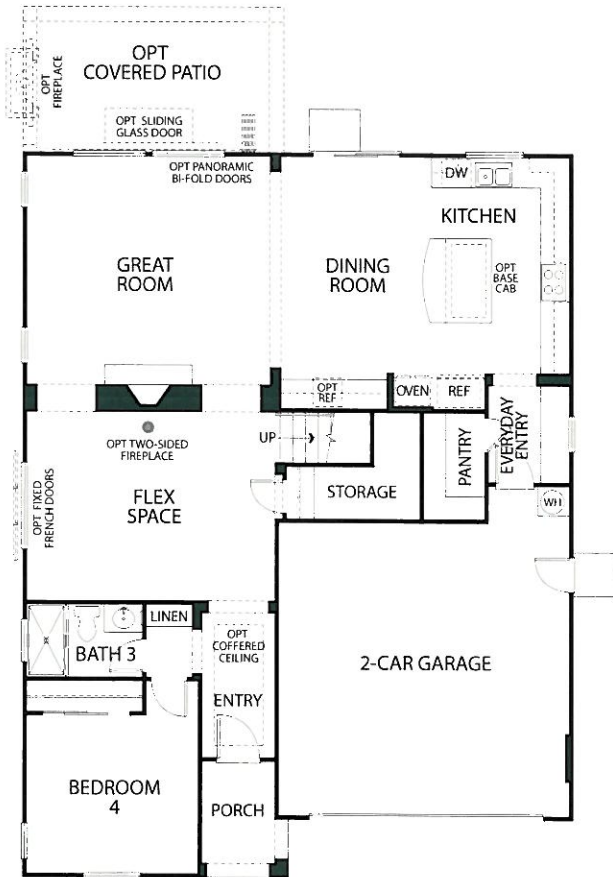 OPT
COVERED PATIO
OPT
FIREPLACE
OPT SLIDING
GLASS DOOR
OPT PANORAMIC
BI-FOLD DOORS
DW
KITCHEN
GREAT
ROOM
DINING
ROOM
OPT
BASE
CAB
OPT
REF
OVEN
REF
OPT TWO-SIDED
FIREPLACE
UP
PANTRY
EVERYDAY
ENTRY
OPT FIXED
FRENCH DOORS
FLEX
SPACE
STORAGE
WH
LINEN
BATH 3
OPT
COFFERED
CEILING
ENTRY
2-CAR GARAGE
BEDROOM
4
PORCH